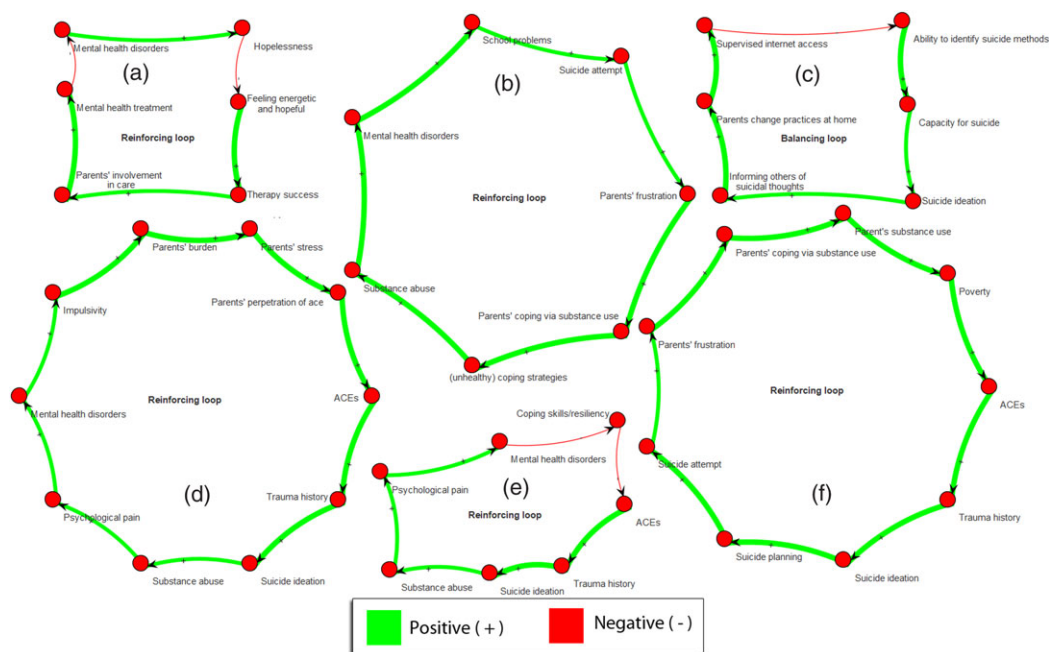 Mental health disorders
Hopelessness
(a)
Mental health treatment
Feeling energetic
and hopeful
Reinforcing loop
Parents' involvement
in care
Therapy success
School problems
Suicide attempt
(b)
Mental health disorders
Reinforcing loop
Parents' frustration
Substance abuse
Parents' coping via substance use
(unhealthy) coping strategies
Supervised internet access
Ability to identify suicide methods
(c)
Parents change practices at home
Capacity for suicide
Balancing loop
Informing others of
suicidal thoughts
Suicide ideation
Parents' burden
Parents' stress
Impulsivity
Parents' perpetration of ace
Reinforcing loop
ACEs
Mental health disorders
(d)
Trauma history
Psychological pain
Substance abuse
Suicide ideation
Coping skills/resiliency
Mental health disorders
(e)
Psychological pain
Reinforcing loop
ACEs
Trauma history
Substance abuse
Suicide ideation
Parent's substance use
Parents' coping via substance use
Poverty
Parents' frustration
Reinforcing loop
ACEs
Suicide attempt
(f)
Trauma history
Suicide planning
Suicide ideation
Positive ( + )
Negative ( - )